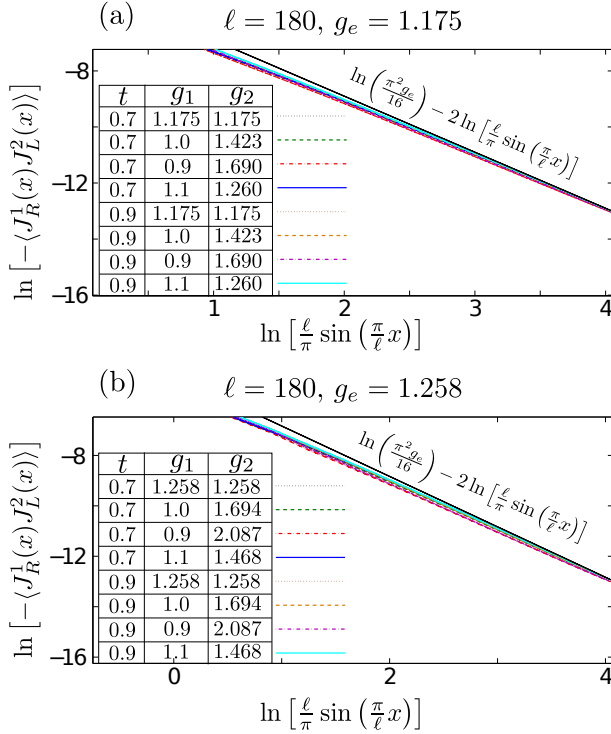 (a)
ℓ = 180, g_e = 1.175
ln [−⟨J_R^1(x)J_L^2(x)⟩]
−8
−12
−16
ln (π² g_e / 16) − 2 ln [ℓ/π sin (π/ℓ x)]
t g_1 g_2
0.7 1.175 1.175
0.7 1.0 1.423
0.7 0.9 1.690
0.7 1.1 1.260
0.9 1.175 1.175
0.9 1.0 1.423
0.9 0.9 1.690
0.9 1.1 1.260
1 2 3 4
ln [ℓ/π sin (π/ℓ x)]
(b)
ℓ = 180, g_e = 1.258
ln [−⟨J_R^1(x)J_L^2(x)⟩]
−8
−12
−16
ln (π² g_e / 16) − 2 ln [ℓ/π sin (π/ℓ x)]
t g_1 g_2
0.7 1.258 1.258
0.7 1.0 1.694
0.7 0.9 2.087
0.7 1.1 1.468
0.9 1.258 1.258
0.9 1.0 1.694
0.9 0.9 2.087
0.9 1.1 1.468
0 2 4
ln [ℓ/π sin (π/ℓ x)]